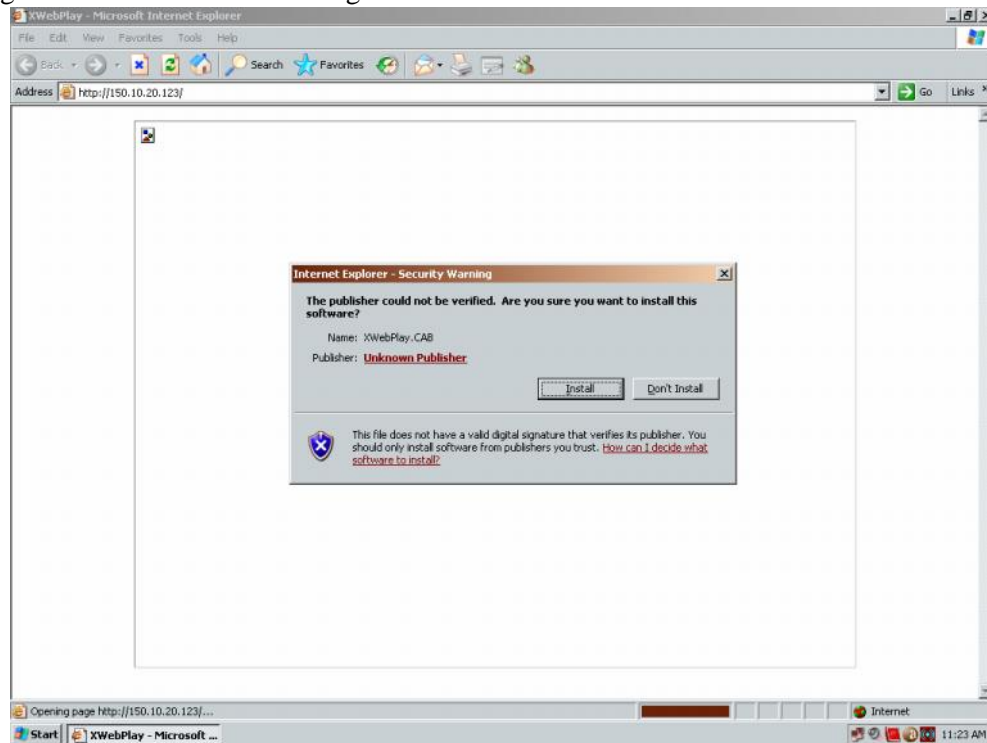 XWebPlay - Microsoft Internet Explorer
File Edit View Favorites Tools Help
Back Search Favorites
Address http://150.10.20.123/ Go Links »
Internet Explorer - Security Warning
The publisher could not be verified. Are you sure you want to install this
software?
Name: XWebPlay.CAB
Publisher: Unknown Publisher
Install Don't Install
This file does not have a valid digital signature that verifies its publisher. You
should only install software from publishers you trust. How can I decide what
software to install?
Opening page http://150.10.20.123/... Internet
Start XWebPlay - Microsoft ... 11:23 AM